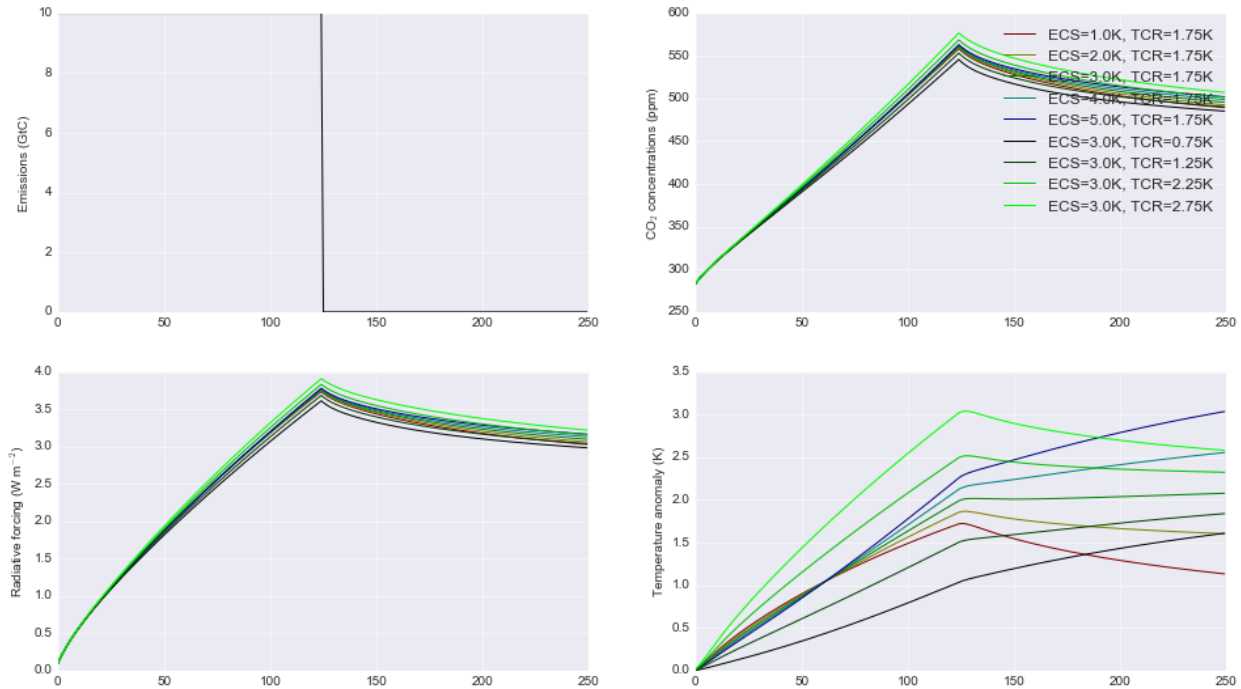 10
8
6
4
2
0
Emissions (GtC)
0 50 100 150 200 250
600
550
500
450
400
350
300
250
CO₂ concentrations (ppm)
ECS=1.0K, TCR=1.75K
ECS=2.0K, TCR=1.75K
ECS=3.0K, TCR=1.75K
ECS=4.0K, TCR=1.75K
ECS=5.0K, TCR=1.75K
ECS=3.0K, TCR=0.75K
ECS=3.0K, TCR=1.25K
ECS=3.0K, TCR=2.25K
ECS=3.0K, TCR=2.75K
0 50 100 150 200 250
4.0
3.5
3.0
2.5
2.0
1.5
1.0
0.5
0.0
Radiative forcing (W m⁻²)
0 50 100 150 200 250
3.5
3.0
2.5
2.0
1.5
1.0
0.5
0.0
Temperature anomaly (K)
0 50 100 150 200 250